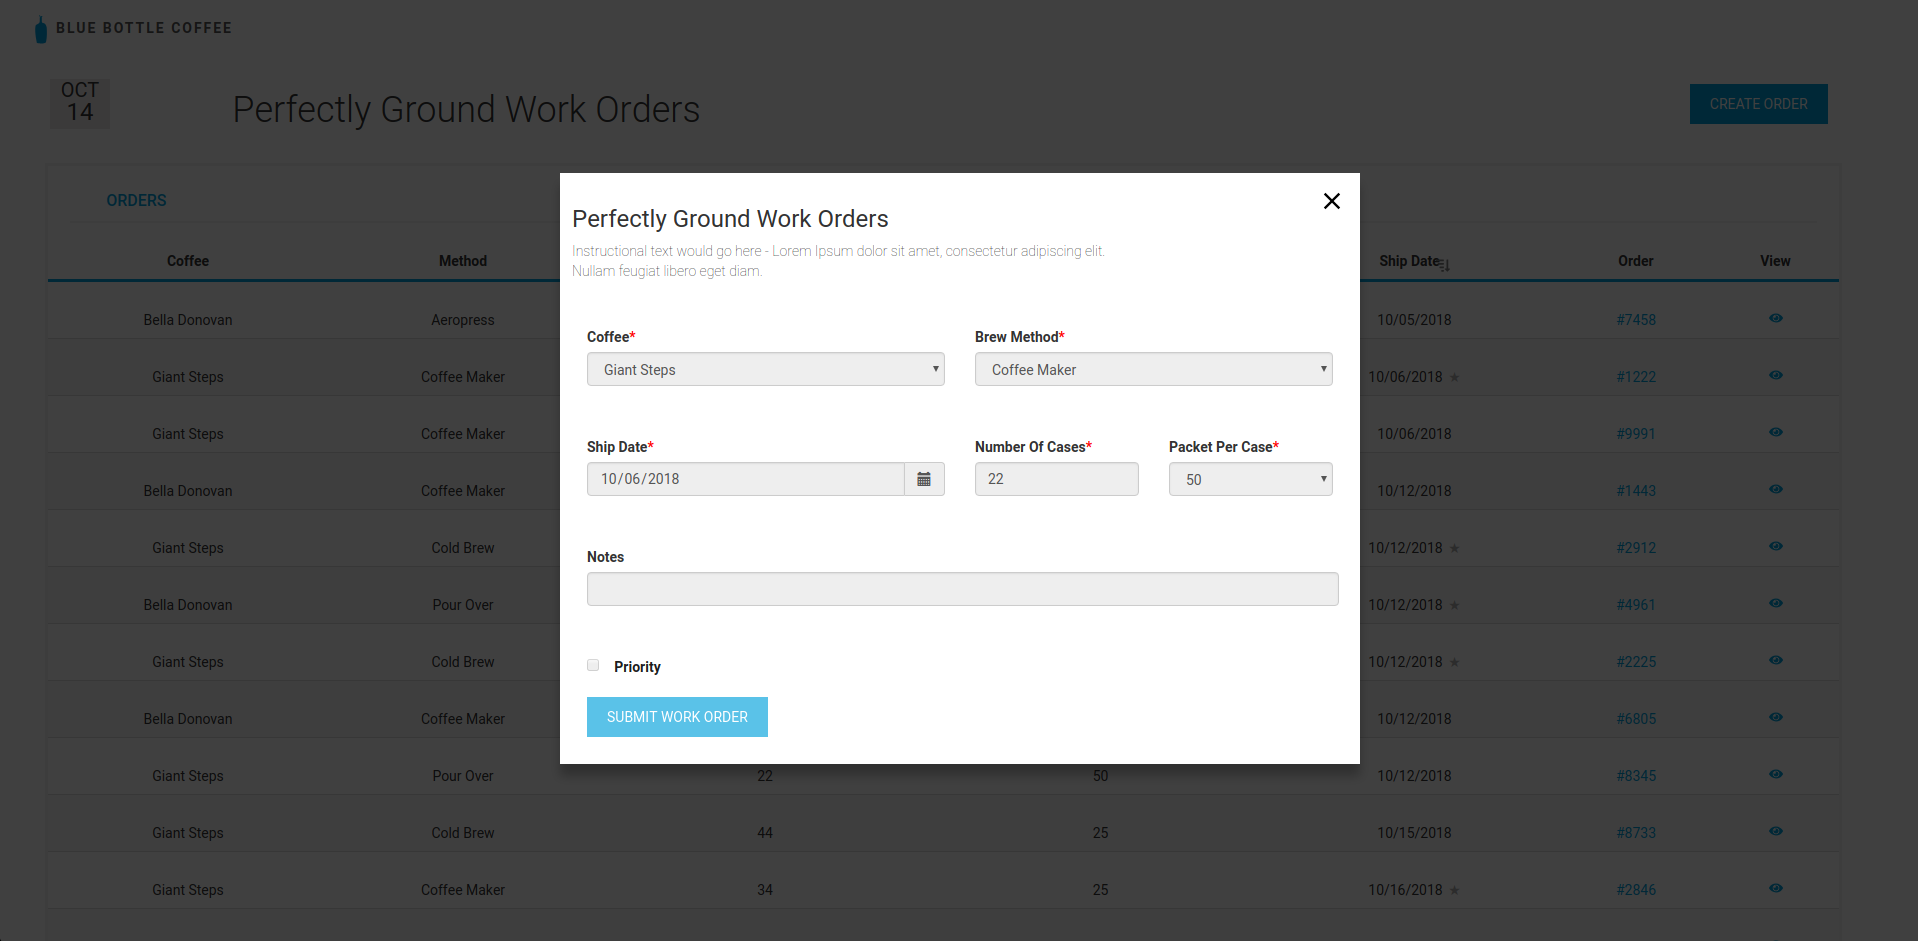 BLUE BOTTLE COFFEE
OCT
14
Perfectly Ground Work Orders
CREATE ORDER
ORDERS
Coffee Method Ship Date Order View
Bella Donovan Aeropress 10/05/2018 #7458
Giant Steps Coffee Maker 10/06/2018 ★ #1222
Giant Steps Coffee Maker 10/06/2018 #9991
Bella Donovan Coffee Maker 10/12/2018 #1443
Giant Steps Cold Brew 10/12/2018 ★ #2912
Bella Donovan Pour Over 10/12/2018 ★ #4961
Giant Steps Cold Brew 10/12/2018 ★ #2225
Bella Donovan Coffee Maker 10/12/2018 #6805
Giant Steps Pour Over 22 50 10/12/2018 #8345
Giant Steps Cold Brew 44 25 10/15/2018 #8733
Giant Steps Coffee Maker 34 25 10/16/2018 ★ #2846
Perfectly Ground Work Orders
Instructional text would go here - Lorem Ipsum dolor sit amet, consectetur adipiscing elit.
Nullam feugiat libero eget diam.
Coffee* Brew Method*
Giant Steps Coffee Maker
Ship Date* Number Of Cases* Packet Per Case*
10/06/2018 22 50
Notes
Priority
SUBMIT WORK ORDER